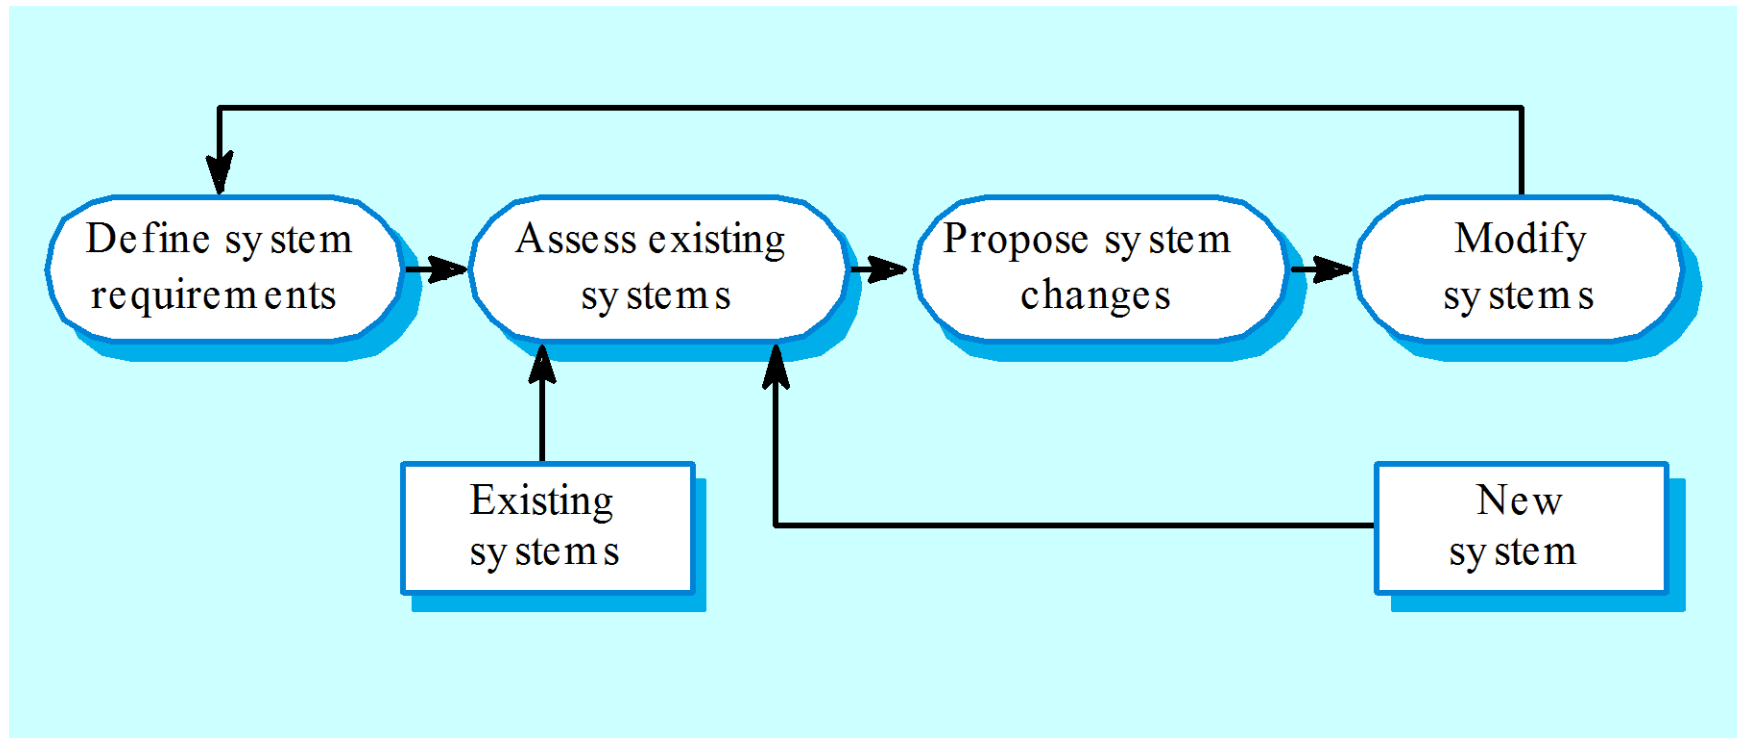 Define system
requirements
Assess existing
systems
Propose system
changes
Modify
systems
Existing
systems
New
system